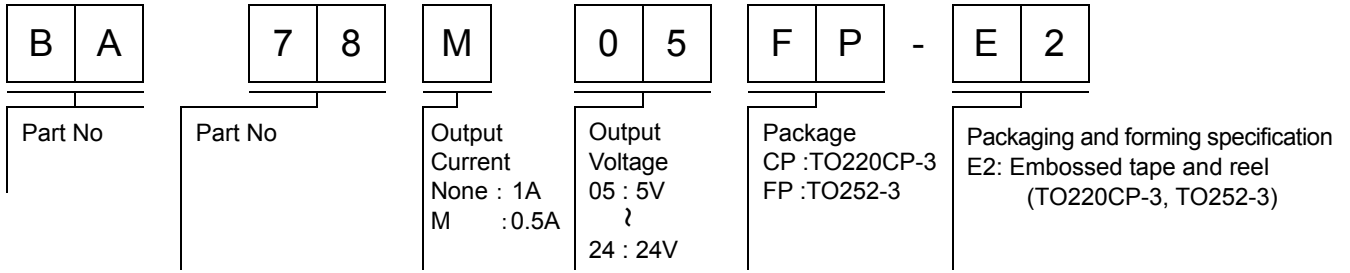 B A 7 8 M 0 5 F P - E 2
Part No
Part No
Output
Current
None : 1A
M : 0.5A
Output
Voltage
05 : 5V
~
24 : 24V
Package
CP :TO220CP-3
FP :TO252-3
Packaging and forming specification
E2: Embossed tape and reel
(TO220CP-3, TO252-3)